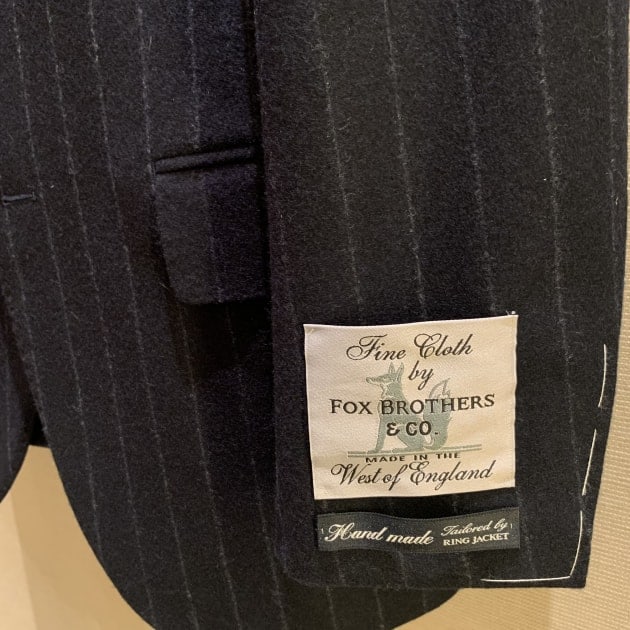 Fine Cloth
by
FOX BROTHERS
& CO.
MADE IN THE
West of England
Hand made Tailored by
RING JACKET